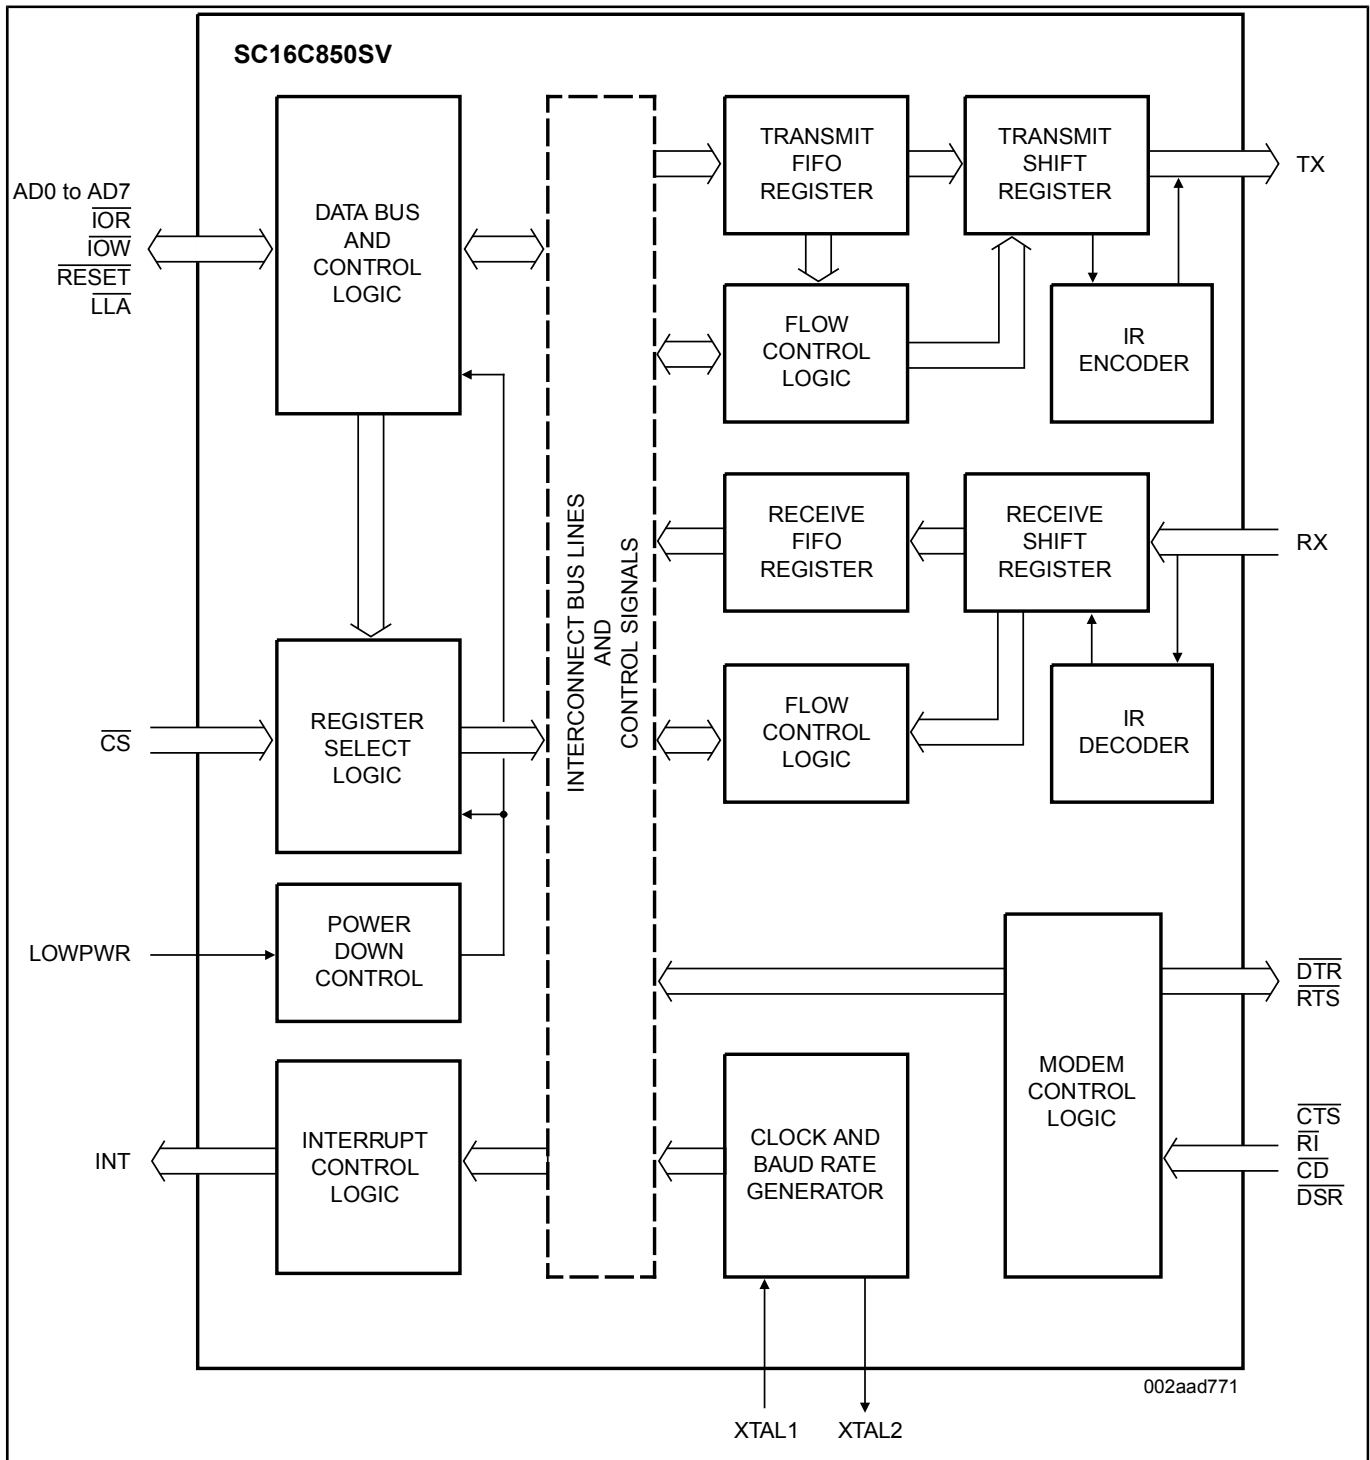 SC16C850SV
AD0 to AD7
IOR
IOW
RESET
LLA
DATA BUS
AND
CONTROL
LOGIC
TRANSMIT
FIFO
REGISTER
TRANSMIT
SHIFT
REGISTER
TX
FLOW
CONTROL
LOGIC
IR
ENCODER
INTERCONNECT BUS LINES
AND
CONTROL SIGNALS
RECEIVE
FIFO
REGISTER
RECEIVE
SHIFT
REGISTER
RX
CS
REGISTER
SELECT
LOGIC
FLOW
CONTROL
LOGIC
IR
DECODER
LOWPWR
POWER
DOWN
CONTROL
DTR
RTS
MODEM
CONTROL
LOGIC
INT
INTERRUPT
CONTROL
LOGIC
CLOCK AND
BAUD RATE
GENERATOR
CTS
RI
CD
DSR
XTAL1
XTAL2
002aad771